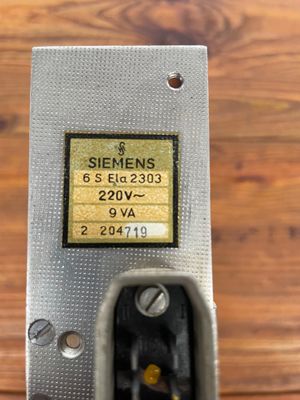 SIEMENS
6 S Ela 2303
220V~
9 VA
2 204719